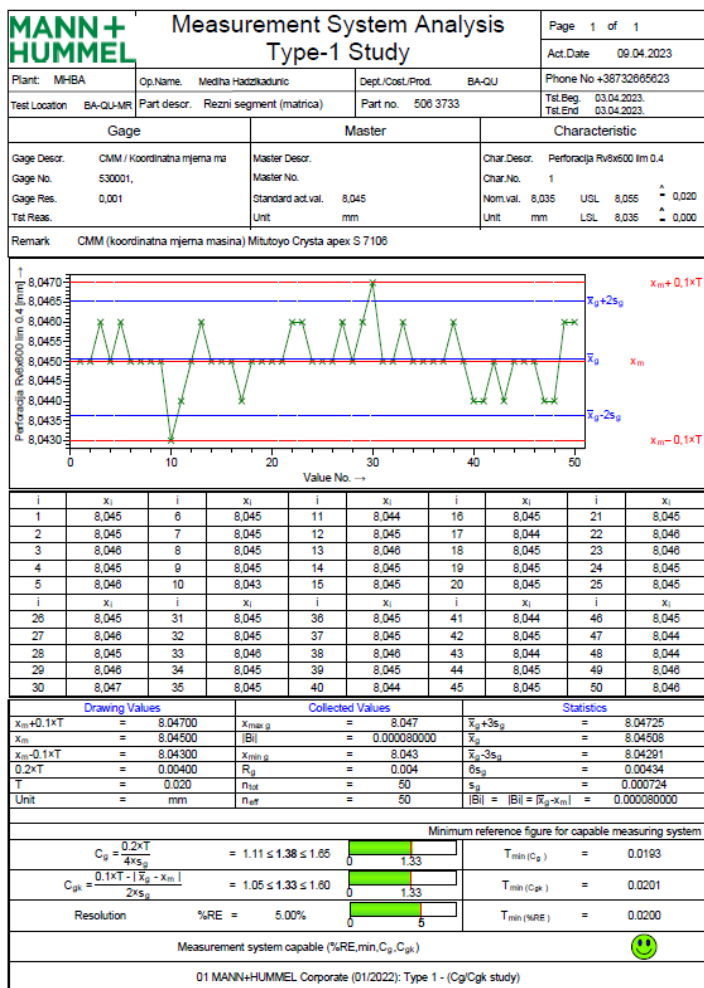 MANN+
HUMMEL
Measurement System Analysis
Type-1 Study
Page 1 of 1
Act.Date 09.04.2023
Plant: MHBA Op.Name. Mediha Hadzikadunic Dept./Cost./Prod. BA-QU Phone No +38732665623
Test Location BA-QU-MR Part descr. Rezni segment (matrica) Part no. 506 3733 Tst.Beg. 03.04.2023.
Tst.End 03.04.2023.
Gage Master Characteristic
Gage Descr. CMM / Koordinatna mjerna ma Master Descr. Char.Descr. Perforacija Rv6x600 lim 0.4
Gage No. 530001, Master No. Char.No. 1
Gage Res. 0,001 Standard act.val. 8,045 Nom.val. 8,035 USL 8,055 ≙ 0,020
Tst Reas. Unit mm Unit mm LSL 8,035 ≙ 0,000
Remark CMM (koordinatna mjerna masina) Mitutoyo Crysta apex S 7106
Perforacija Rv6x600 lim 0.4 [mm] →
8,0470
8,0465
8,0460
8,0455
8,0450
8,0445
8,0440
8,0435
8,0430
xm+ 0,1×T
x̅g+2sg
x̅g xm
x̅g-2sg
xm– 0,1×T
0 10 20 30 40 50
Value No. →
i xi i xi i xi i xi i xi
1 8,045 6 8,045 11 8,044 16 8,045 21 8,045
2 8,045 7 8,045 12 8,045 17 8,044 22 8,046
3 8,046 8 8,045 13 8,046 18 8,045 23 8,046
4 8,045 9 8,045 14 8,045 19 8,045 24 8,045
5 8,046 10 8,043 15 8,045 20 8,045 25 8,045
i xi i xi i xi i xi i xi
26 8,045 31 8,045 36 8,045 41 8,044 46 8,045
27 8,046 32 8,045 37 8,045 42 8,045 47 8,044
28 8,045 33 8,046 38 8,046 43 8,044 48 8,044
29 8,046 34 8,045 39 8,045 44 8,045 49 8,046
30 8,047 35 8,045 40 8,044 45 8,045 50 8,046
Drawing Values Collected Values Statistics
xm+0.1×T = 8.04700 xmax g = 8.047 x̅g+3sg = 8.04725
xm = 8.04500 |Bi| = 0.000080000 x̅g = 8.04508
xm-0.1×T = 8.04300 xmin g = 8.043 x̅g-3sg = 8.04291
0.2×T = 0.00400 Rg = 0.004 6sg = 0.00434
T = 0.020 ntot = 50 sg = 0.000724
Unit = mm neff = 50 |Bi| = |Bi| = |x̅g-xm| = 0.000080000
Minimum reference figure for capable measuring system
Cg = 0.2×T / 4×sg = 1.11 ≤ 1.38 ≤ 1.65 0 1.33 Tmin (Cg) = 0.0193
Cgk = 0.1×T - | x̅g - xm | / 2×sg = 1.05 ≤ 1.33 ≤ 1.60 0 1.33 Tmin (Cgk) = 0.0201
Resolution %RE = 5.00% 0 5 Tmin (%RE) = 0.0200
Measurement system capable (%RE,min,Cg,Cgk)
01 MANN+HUMMEL Corporate (01/2022): Type 1 - (Cg/Cgk study)